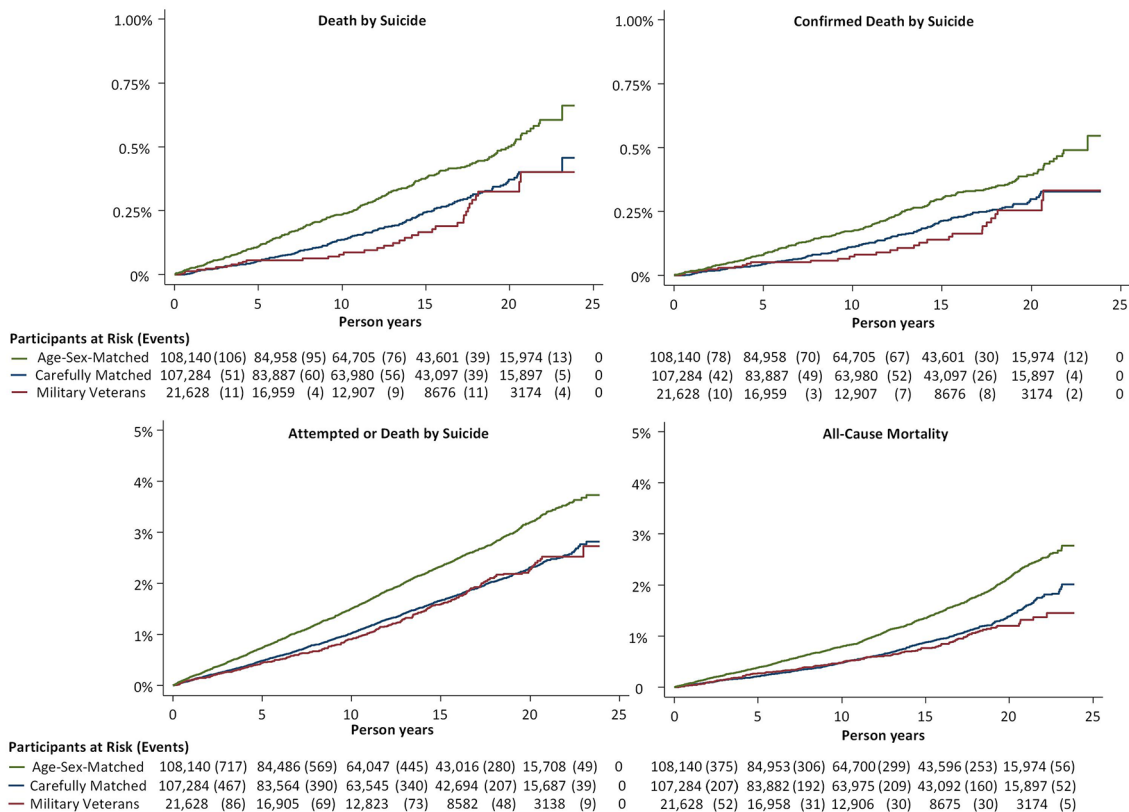 Death by Suicide
1.00%
0.75%
0.5%
0.25%
0%
0 5 10 15 20 25
Person years
Confirmed Death by Suicide
1.00%
0.75%
0.5%
0.25%
0%
0 5 10 15 20 25
Person years
Participants at Risk (Events)
Age-Sex-Matched 108,140 (106) 84,958 (95) 64,705 (76) 43,601 (39) 15,974 (13) 0 108,140 (78) 84,958 (70) 64,705 (67) 43,601 (30) 15,974 (12) 0
Carefully Matched 107,284 (51) 83,887 (60) 63,980 (56) 43,097 (39) 15,897 (5) 0 107,284 (42) 83,887 (49) 63,980 (52) 43,097 (26) 15,897 (4) 0
Military Veterans 21,628 (11) 16,959 (4) 12,907 (9) 8676 (11) 3174 (4) 0 21,628 (10) 16,959 (3) 12,907 (7) 8676 (8) 3174 (2) 0
Attempted or Death by Suicide
5%
4%
3%
2%
1%
0%
0 5 10 15 20 25
Person years
All-Cause Mortality
5%
4%
3%
2%
1%
0
0 5 10 15 20 25
Person years
Participants at Risk (Events)
Age-Sex-Matched 108,140 (717) 84,486 (569) 64,047 (445) 43,016 (280) 15,708 (49) 0 108,140 (375) 84,953 (306) 64,700 (299) 43,596 (253) 15,974 (56)
Carefully Matched 107,284 (467) 83,564 (390) 63,545 (340) 42,694 (207) 15,687 (39) 0 107,284 (207) 83,882 (192) 63,975 (209) 43,092 (160) 15,897 (52)
Military Veterans 21,628 (86) 16,905 (69) 12,823 (73) 8582 (48) 3138 (9) 0 21,628 (52) 16,958 (31) 12,906 (30) 8675 (30) 3174 (5)